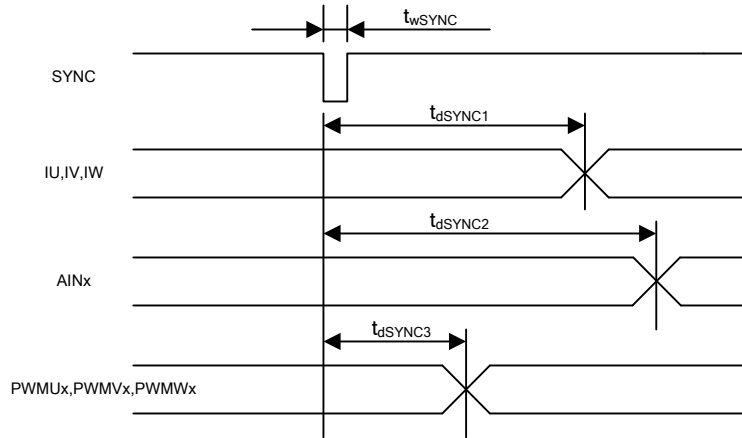 twSYNC
SYNC
tdSYNC1
IU,IV,IW
tdSYNC2
AINx
tdSYNC3
PWMUx,PWMVx,PWMWx